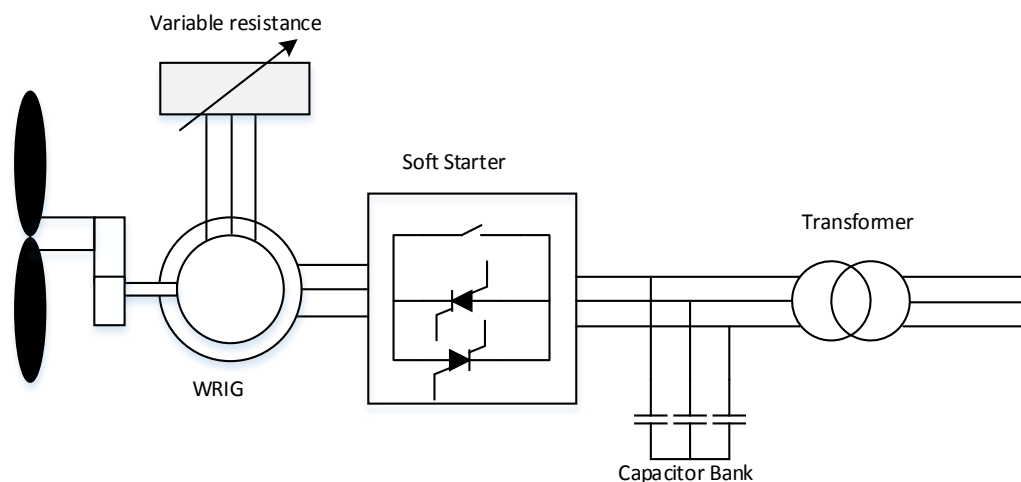 Variable resistance
Soft Starter
Transformer
WRIG
Capacitor Bank